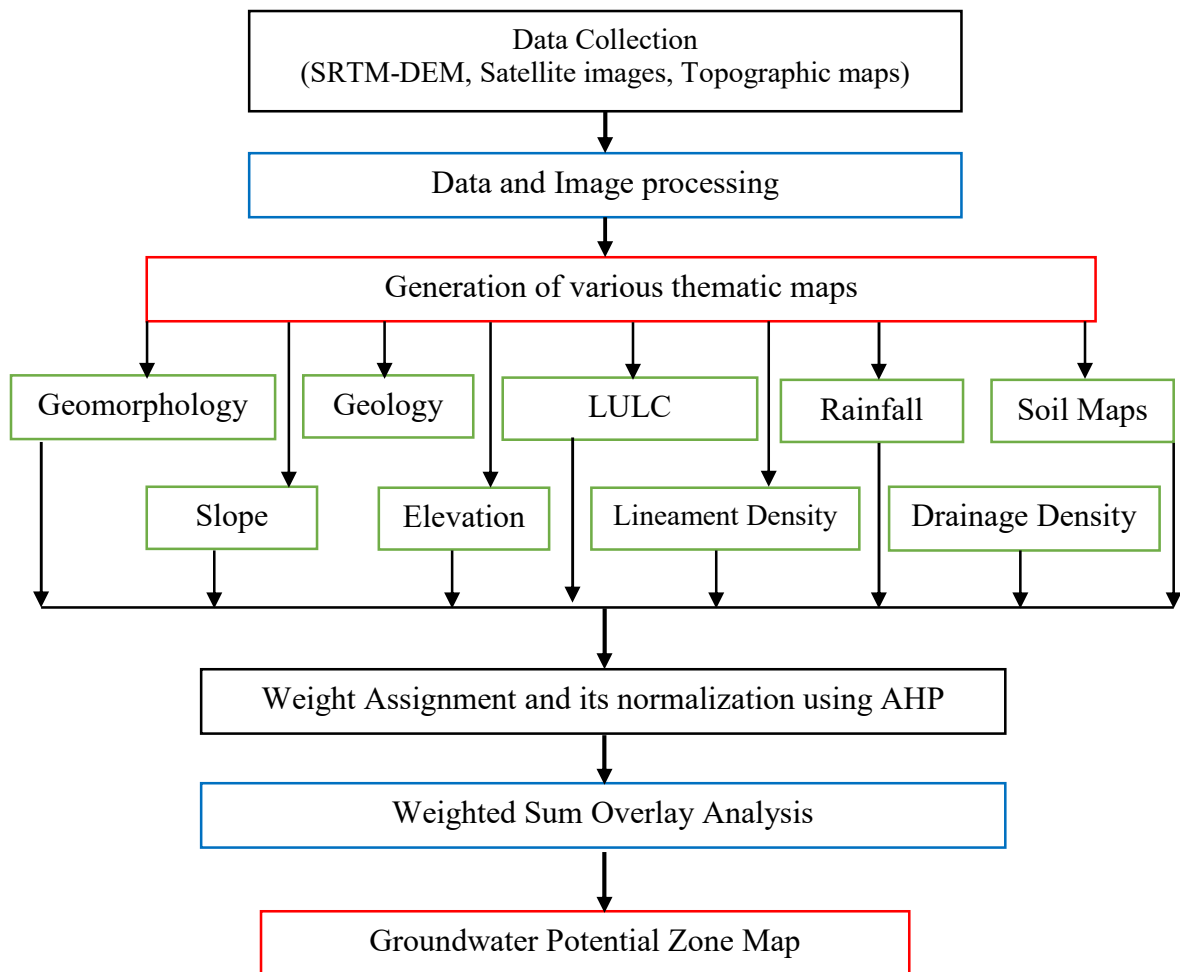 Data Collection
(SRTM-DEM, Satellite images, Topographic maps)
Data and Image processing
Generation of various thematic maps
Geomorphology
Geology
LULC
Rainfall
Soil Maps
Slope
Elevation
Lineament Density
Drainage Density
Weight Assignment and its normalization using AHP
Weighted Sum Overlay Analysis
Groundwater Potential Zone Map